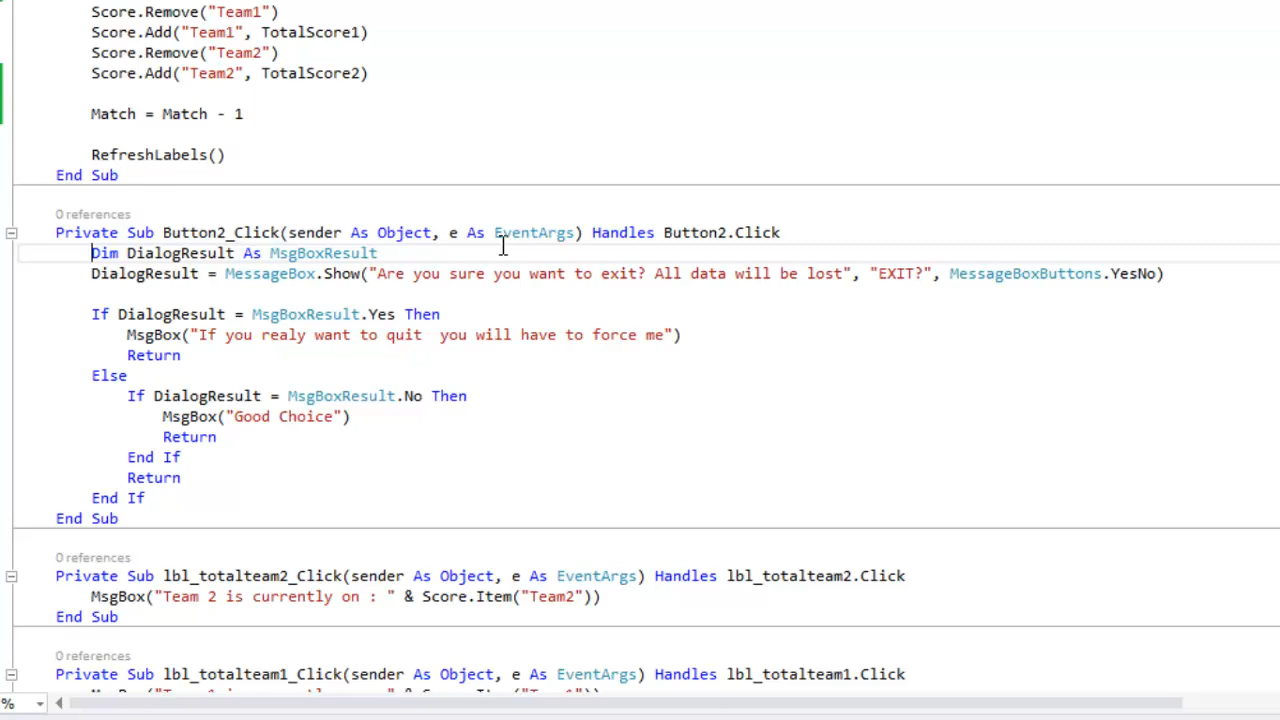 Score.Remove("Team1")
Score.Add("Team1", TotalScore1)
Score.Remove("Team2")
Score.Add("Team2", TotalScore2)
Match = Match - 1
RefreshLabels()
End Sub
0 references
Private Sub Button2_Click(sender As Object, e As EventArgs) Handles Button2.Click
Dim DialogResult As MsgBoxResult
DialogResult = MessageBox.Show("Are you sure you want to exit? All data will be lost", "EXIT?", MessageBoxButtons.YesNo)
If DialogResult = MsgBoxResult.Yes Then
MsgBox("If you realy want to quit  you will have to force me")
Return
Else
If DialogResult = MsgBoxResult.No Then
MsgBox("Good Choice")
Return
End If
Return
End If
End Sub
0 references
Private Sub lbl_totalteam2_Click(sender As Object, e As EventArgs) Handles lbl_totalteam2.Click
MsgBox("Team 2 is currently on : " & Score.Item("Team2"))
End Sub
0 references
Private Sub lbl_totalteam1_Click(sender As Object, e As EventArgs) Handles lbl_totalteam1.Click
%